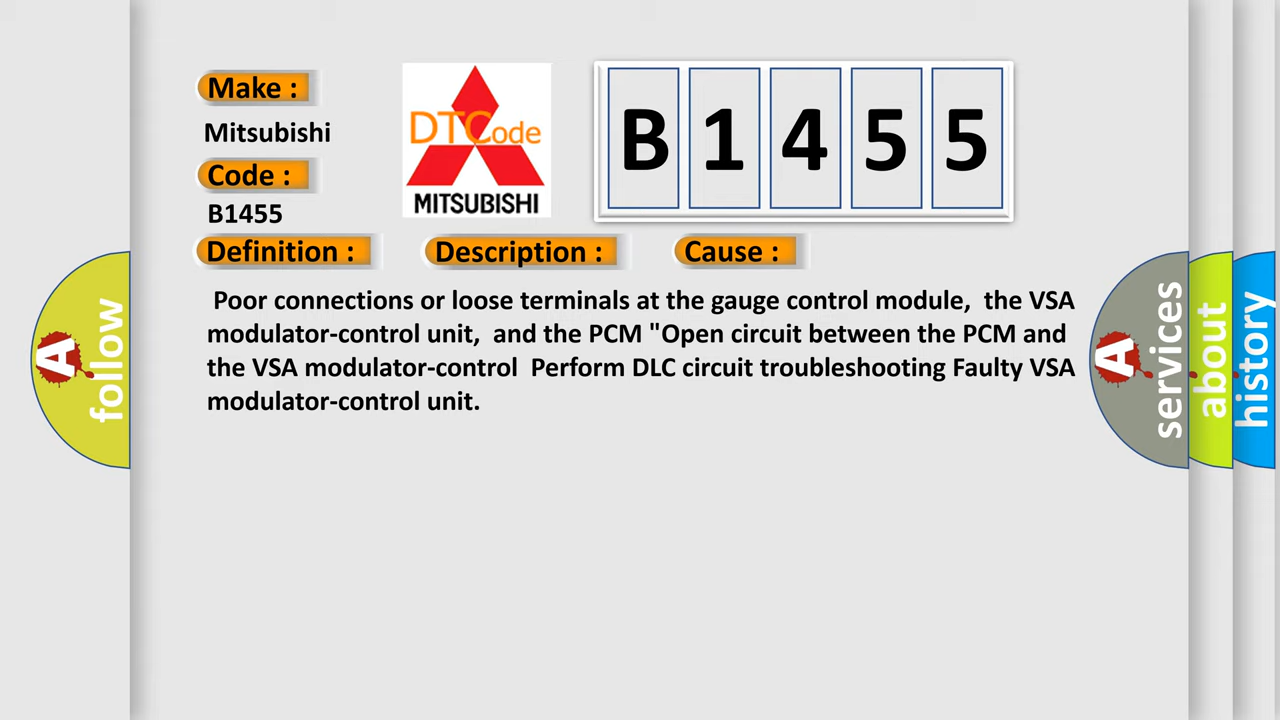 Make :
Mitsubishi
Code :
B1455
DTCode
MITSUBISHI
B 1 4 5 5
Definition :
Description :
Cause :
Poor connections or loose terminals at the gauge control module,  the VSA
modulator-control unit,  and the PCM "Open circuit between the PCM and
the VSA modulator-control  Perform DLC circuit troubleshooting Faulty VSA
modulator-control unit.
A
follow
A
services
about
history